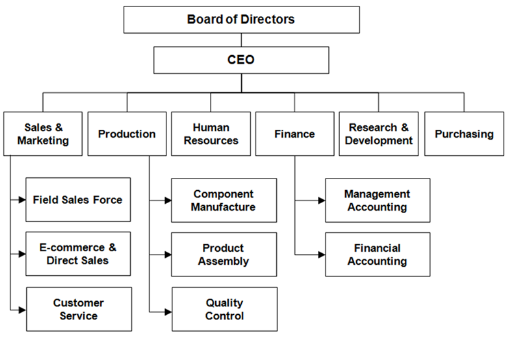 Board of Directors
CEO
Sales &
Marketing
Production
Human
Resources
Finance
Research &
Development
Purchasing
Field Sales Force
Component
Manufacture
Management
Accounting
E-commerce &
Direct Sales
Product
Assembly
Financial
Accounting
Customer
Service
Quality
Control